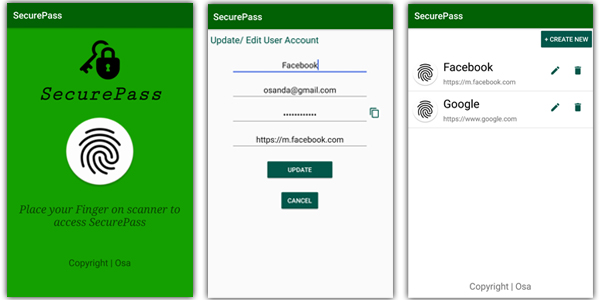 SecurePass
SecurePass
Place your Finger on scanner to
access SecurePass
Copyright | Osa
SecurePass
Update/ Edit User Account
Facebook
osanda@gmail.com
••••••••••••
https://m.facebook.com
UPDATE
CANCEL
SecurePass
+ CREATE NEW
Facebook
https://m.facebook.com
Google
https://www.google.com
Copyright | Osa